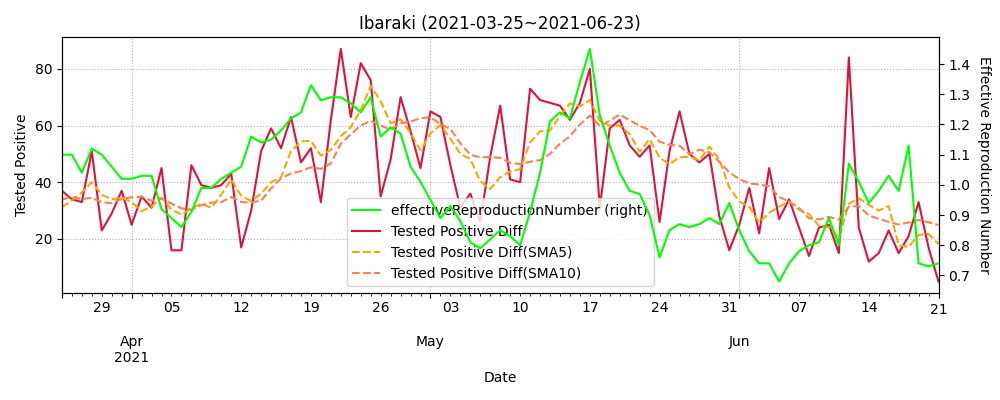 Ibaraki (2021-03-25~2021-06-23)
Tested Positive
80
60
40
20
1.4
1.3
1.2
1.1
1.0
0.9
0.8
0.7
Effective Reproduction Number
effectiveReproductionNumber (right)
Tested Positive Diff
Tested Positive Diff(SMA5)
Tested Positive Diff(SMA10)
29 05 12 19 26 03 10 17 24 31 07 14 21
Apr May Jun
2021
Date